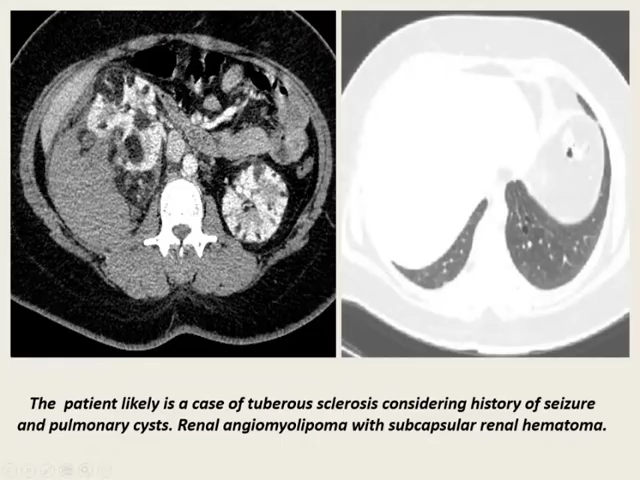 The  patient likely is a case of tuberous sclerosis considering history of seizure
and pulmonary cysts. Renal angiomyolipoma with subcapsular renal hematoma.